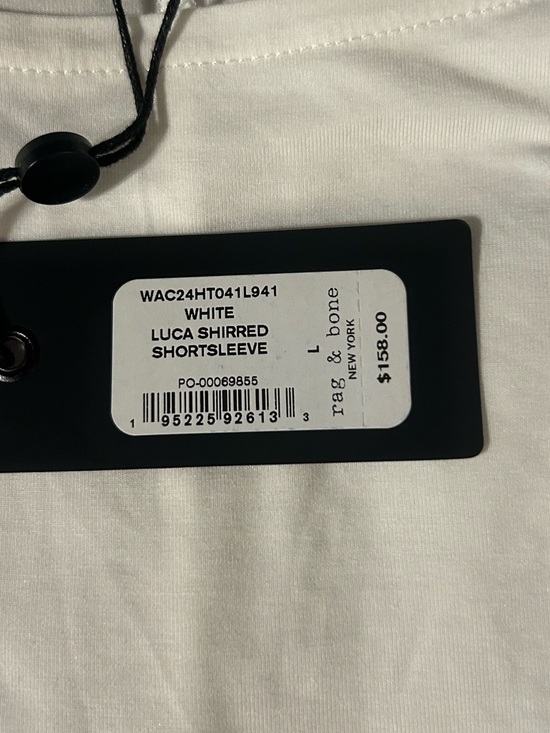 WAC24HT041L941
WHITE
LUCA SHIRRED
SHORTSLEEVE
PO-00069855
1 95225 92613 3
L
rag & bone
NEW YORK
$158.00